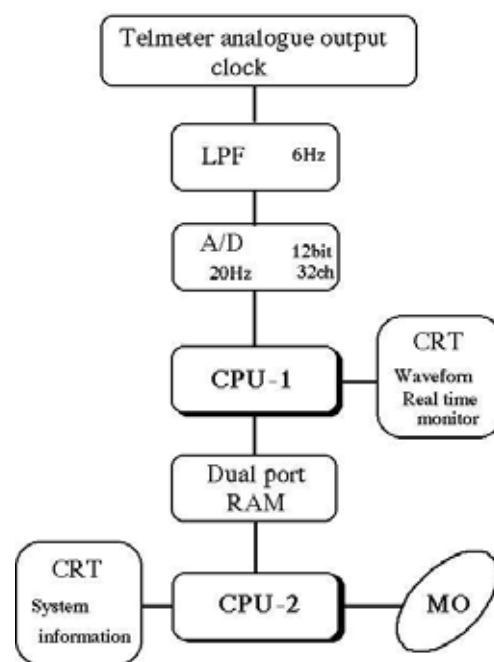 Telmeter analogue output
clock
LPF 6Hz
A/D 12bit
20Hz 32ch
CPU-1
CRT
Waveforn
Real time
monitor
Dual port
RAM
CRT
System
information
CPU-2
MO